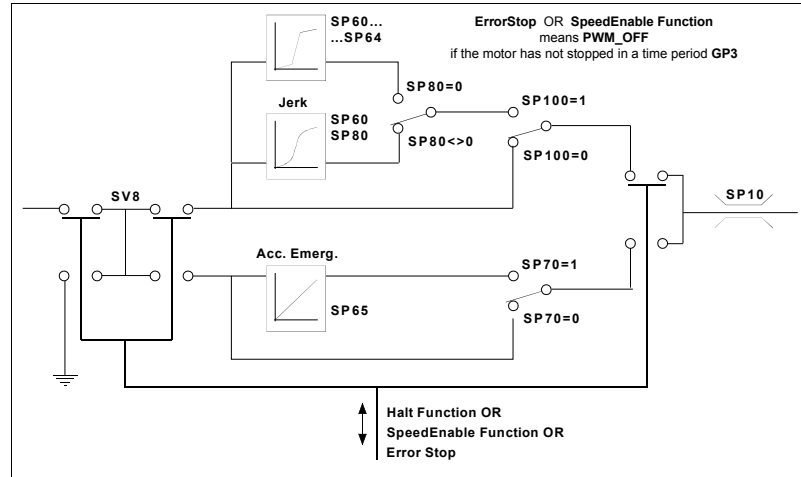 SP60...
...SP64
ErrorStop OR SpeedEnable Function
means PWM_OFF
if the motor has not stopped in a time period GP3
SP80=0
Jerk
SP60
SP80
SP100=1
SP80<>0
SP100=0
SV8
SP10
Acc. Emerg.
SP70=1
SP65
SP70=0
Halt Function OR
SpeedEnable Function OR
Error Stop